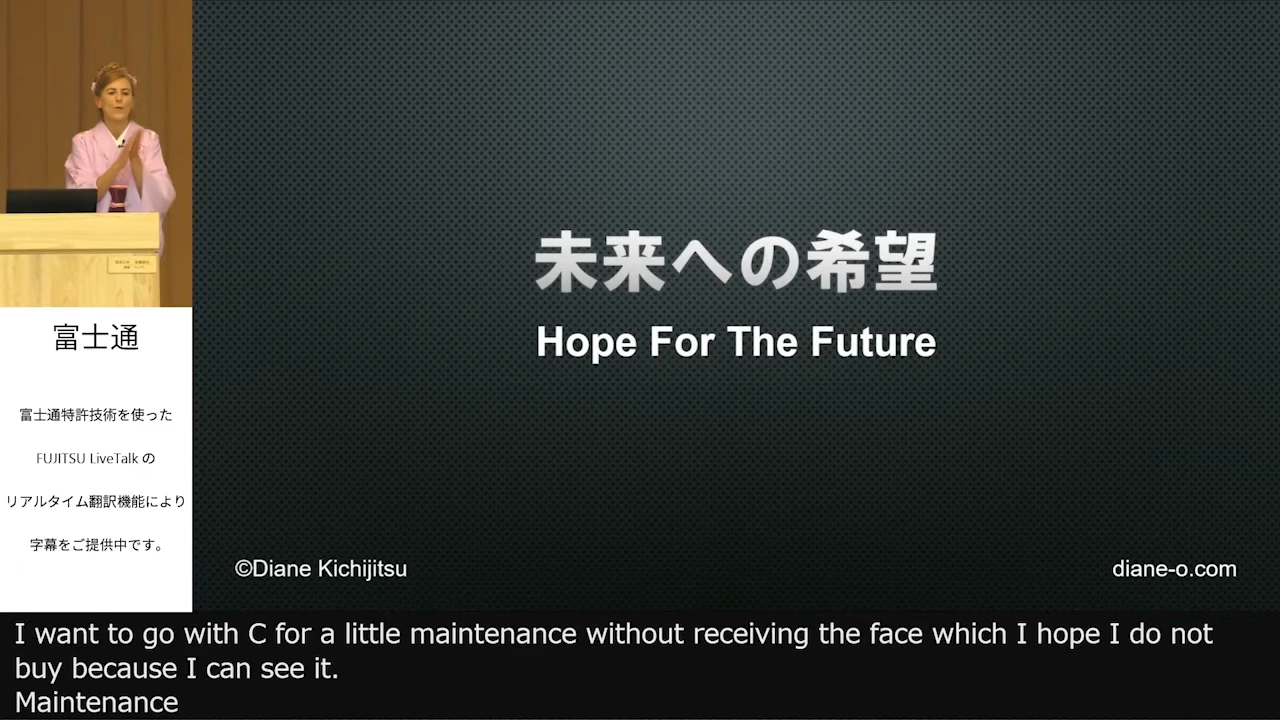 未来への希望
Hope For The Future
©Diane Kichijitsu
diane-o.com
富士通
富士通特許技術を使った
FUJITSU LiveTalk の
リアルタイム翻訳機能により
字幕をご提供中です。
I want to go with C for a little maintenance without receiving the face which I hope I do not
buy because I can see it.
Maintenance